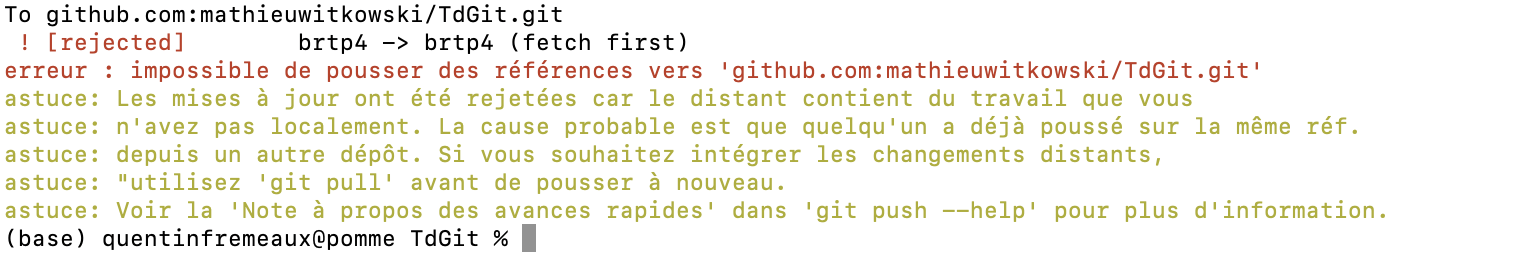 To github.com:mathieuwitkowski/TdGit.git
 ! [rejected]        brtp4 -> brtp4 (fetch first)
erreur : impossible de pousser des références vers 'github.com:mathieuwitkowski/TdGit.git'
astuce: Les mises à jour ont été rejetées car le distant contient du travail que vous
astuce: n'avez pas localement. La cause probable est que quelqu'un a déjà poussé sur la même réf.
astuce: depuis un autre dépôt. Si vous souhaitez intégrer les changements distants,
astuce: "utilisez 'git pull' avant de pousser à nouveau.
astuce: Voir la 'Note à propos des avances rapides' dans 'git push --help' pour plus d'information.
(base) quentinfremeaux@pomme TdGit %